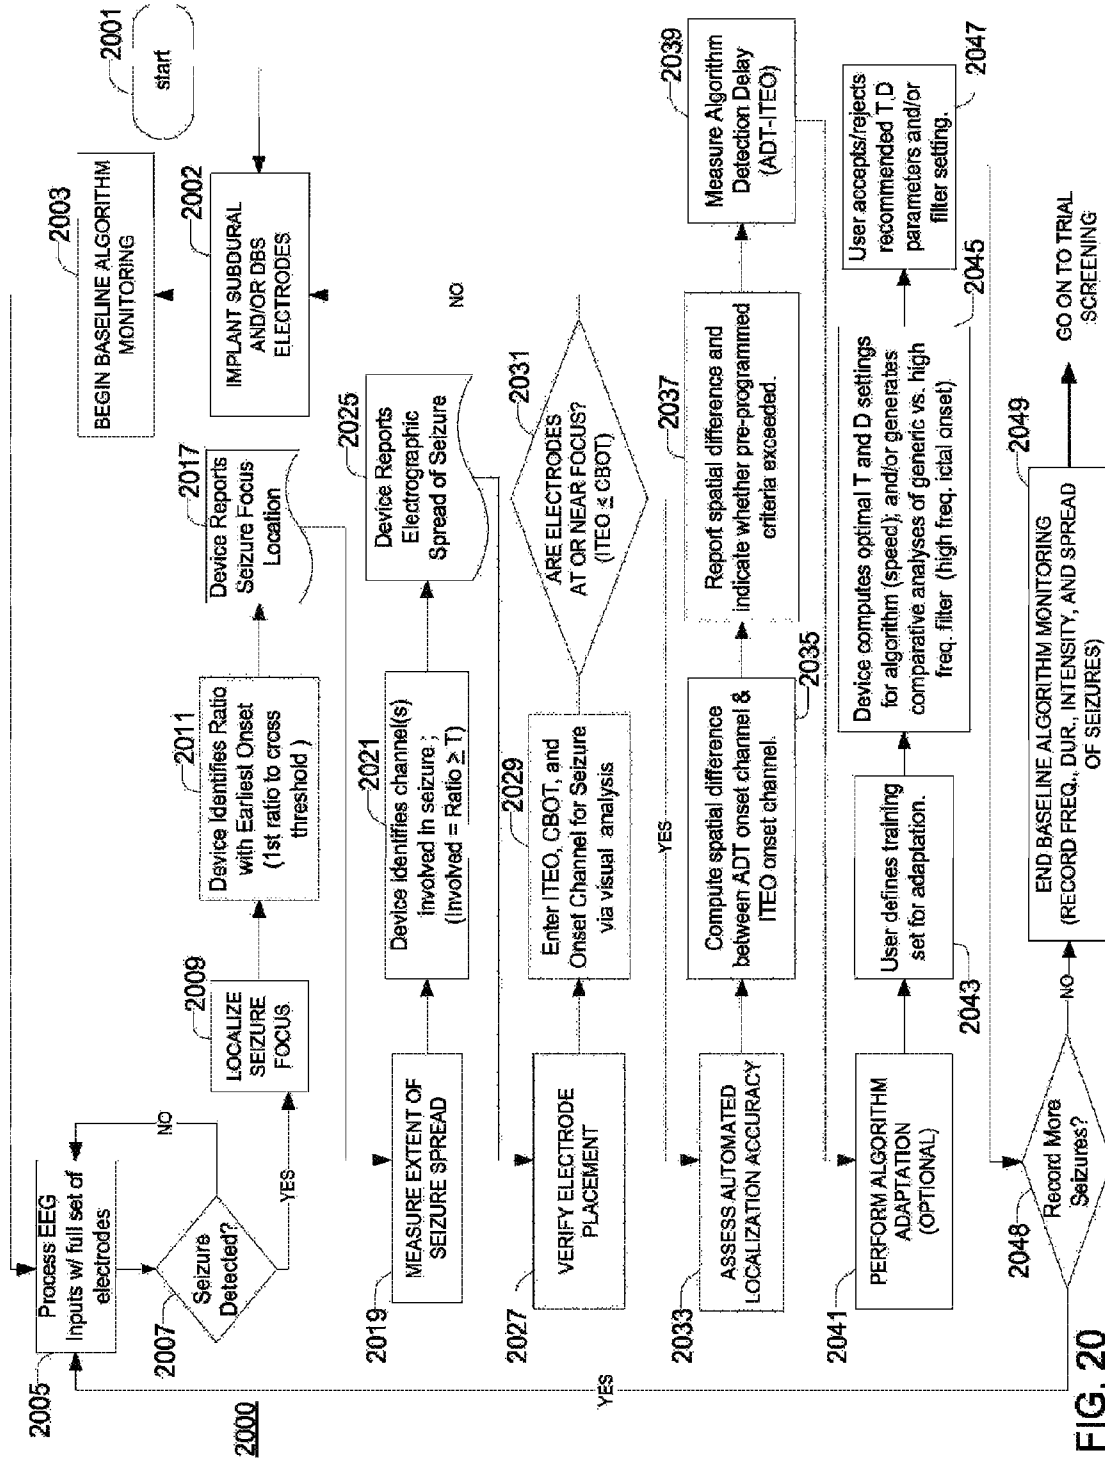 2001
start
2003
BEGIN BASELINE ALGORITHM
MONITORING
2002
IMPLANT SUBDURAL
AND/OR DBS
ELECTRODES
2005
Process EEG
Inputs w/ full set of
electrodes
2007
Seizure
Detected?
NO
YES
2000
2009
LOCALIZE
SEIZURE
FOCUS
2011
Device Identifies Ratio
with Earliest Onset
(1st ratio to cross
threshold )
2017
Device Reports
Seizure Focus
Location
2019
MEASURE EXTENT OF
SEIZURE SPREAD
2021
Device identifies channel(s)
involved in seizure ;
(Involved = Ratio ≥ T)
2025
Device Reports
Electrographic
Spread of Seizure
2027
VERIFY ELECTRODE
PLACEMENT
2029
Enter ITEO, CBOT, and
Onset Channel for Seizure
via visual analysis
2031
ARE ELECTRODES
AT OR NEAR FOCUS?
(ITEO ≤ CBOT)
NO
YES
2033
ASSESS AUTOMATED
LOCALIZATION ACCURACY
2035
Compute spatial difference
between ADT onset channel &
ITEO onset channel.
2037
Report spatial difference and
indicate whether pre-programmed
criteria exceeded.
2039
Measure Algorithm
Detection Delay
(ADT-ITEO)
2041
PERFORM ALGORITHM
ADAPTATION
(OPTIONAL)
2043
User defines training
set for adaptation.
2045
Device computes optimal T and D settings
for algorithm (speed), and/or generates
comparative analyses of generic vs. high
freq. filter (high freq. ictal onset)
2047
User accepts/rejects
recommended T,D
parameters and/or
filter setting.
2048
Record More
Seizures?
YES
NO
2049
END BASELINE ALGORITHM MONITORING
(RECORD FREQ., DUR., INTENSITY, AND SPREAD
OF SEIZURES)
GO ON TO TRIAL
SCREENING
FIG. 20